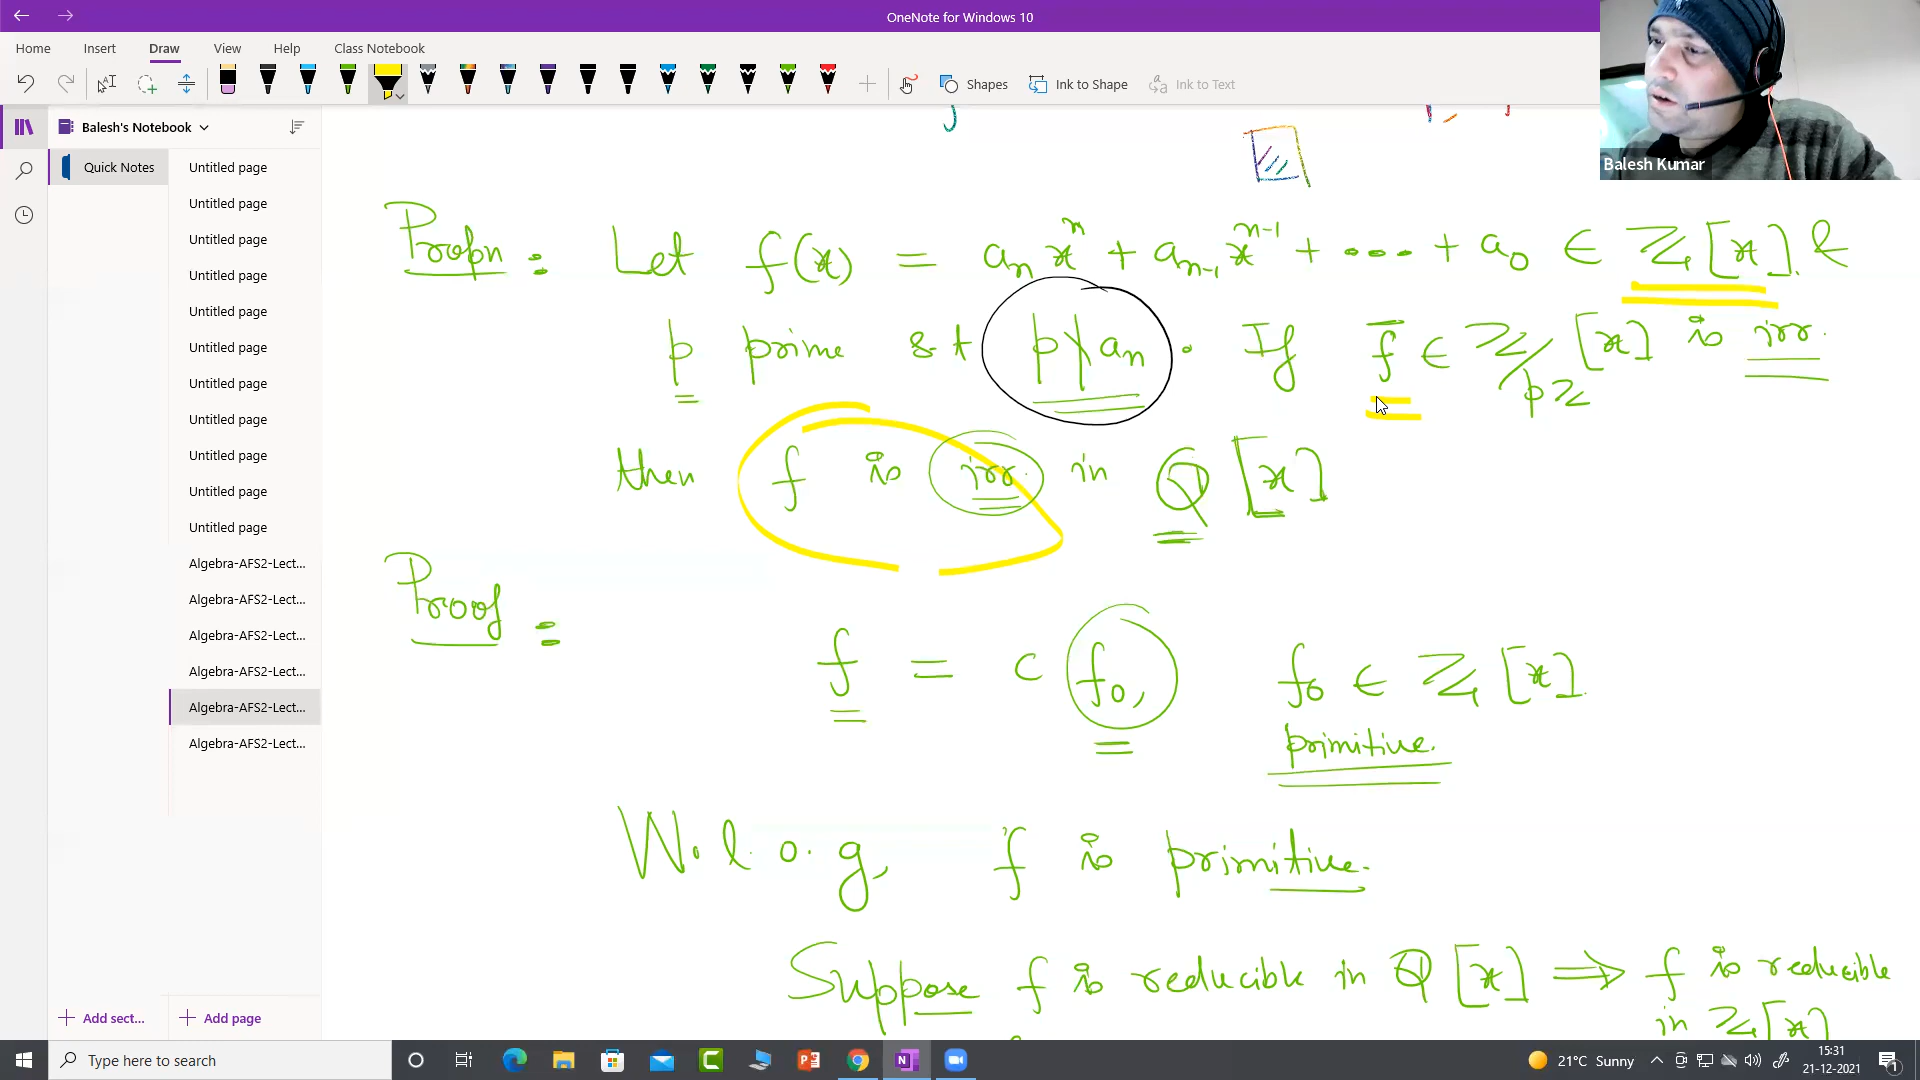 OneNote for Windows 10
Home Insert Draw View Help Class Notebook
Shapes Ink to Shape Ink to Text
Balesh Kumar
Balesh's Notebook
Quick Notes
Untitled page
Untitled page
Untitled page
Untitled page
Untitled page
Untitled page
Untitled page
Untitled page
Untitled page
Untitled page
Untitled page
Algebra-AFS2-Lect...
Algebra-AFS2-Lect...
Algebra-AFS2-Lect...
Algebra-AFS2-Lect...
Algebra-AFS2-Lect...
Algebra-AFS2-Lect...
Add sect... Add page
Propn: Let f(x) = aₙxⁿ + aₙ₋₁xⁿ⁻¹ + .... + a₀ ∈ ℤ[x] &
p prime s.t p∤aₙ. If f̄ ∈ ℤ/pℤ [x] is irr.
then f is irr. in ℚ[x]
Proof:
f = c f₀, f₀ ∈ ℤ[x]
primitive.
W.l.o.g, f is primitive.
Suppose f is reducible in ℚ[x] ⇒ f is reducible
in ℤ[x]
Type here to search
21°C Sunny
15:31
21-12-2021
1